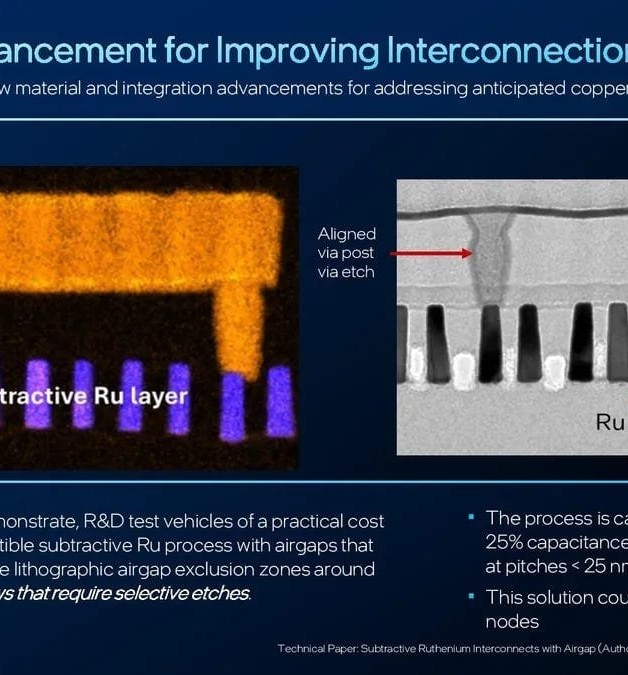 ancement for Improving Interconnection
w material and integration advancements for addressing anticipated copper
Aligned
via post
via etch
tractive Ru layer
Ru
nonstrate, R&D test vehicles of a practical cost
tible subtractive Ru process with airgaps that
e lithographic airgap exclusion zones around
ws that require selective etches.
The process is ca
25% capacitance
at pitches < 25 nm
This solution cou
nodes
Technical Paper: Subtractive Ruthenium Interconnects with Airgap (Autho